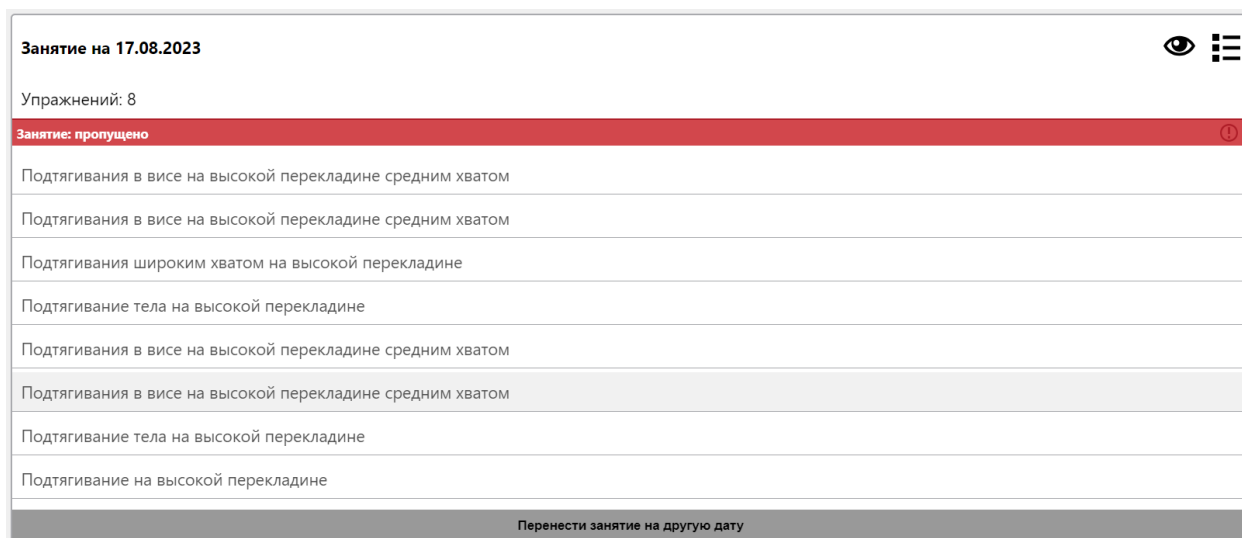 Занятие на 17.08.2023
Упражнений: 8
Занятие: пропущено
Подтягивания в висе на высокой перекладине средним хватом
Подтягивания в висе на высокой перекладине средним хватом
Подтягивания широким хватом на высокой перекладине
Подтягивание тела на высокой перекладине
Подтягивания в висе на высокой перекладине средним хватом
Подтягивания в висе на высокой перекладине средним хватом
Подтягивание тела на высокой перекладине
Подтягивание на высокой перекладине
Перенести занятие на другую дату